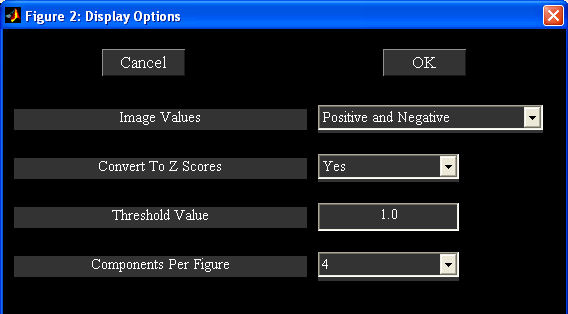 Figure 2: Display Options
Cancel OK
Image Values Positive and Negative
Convert To Z Scores Yes
Threshold Value 1.0
Components Per Figure 4